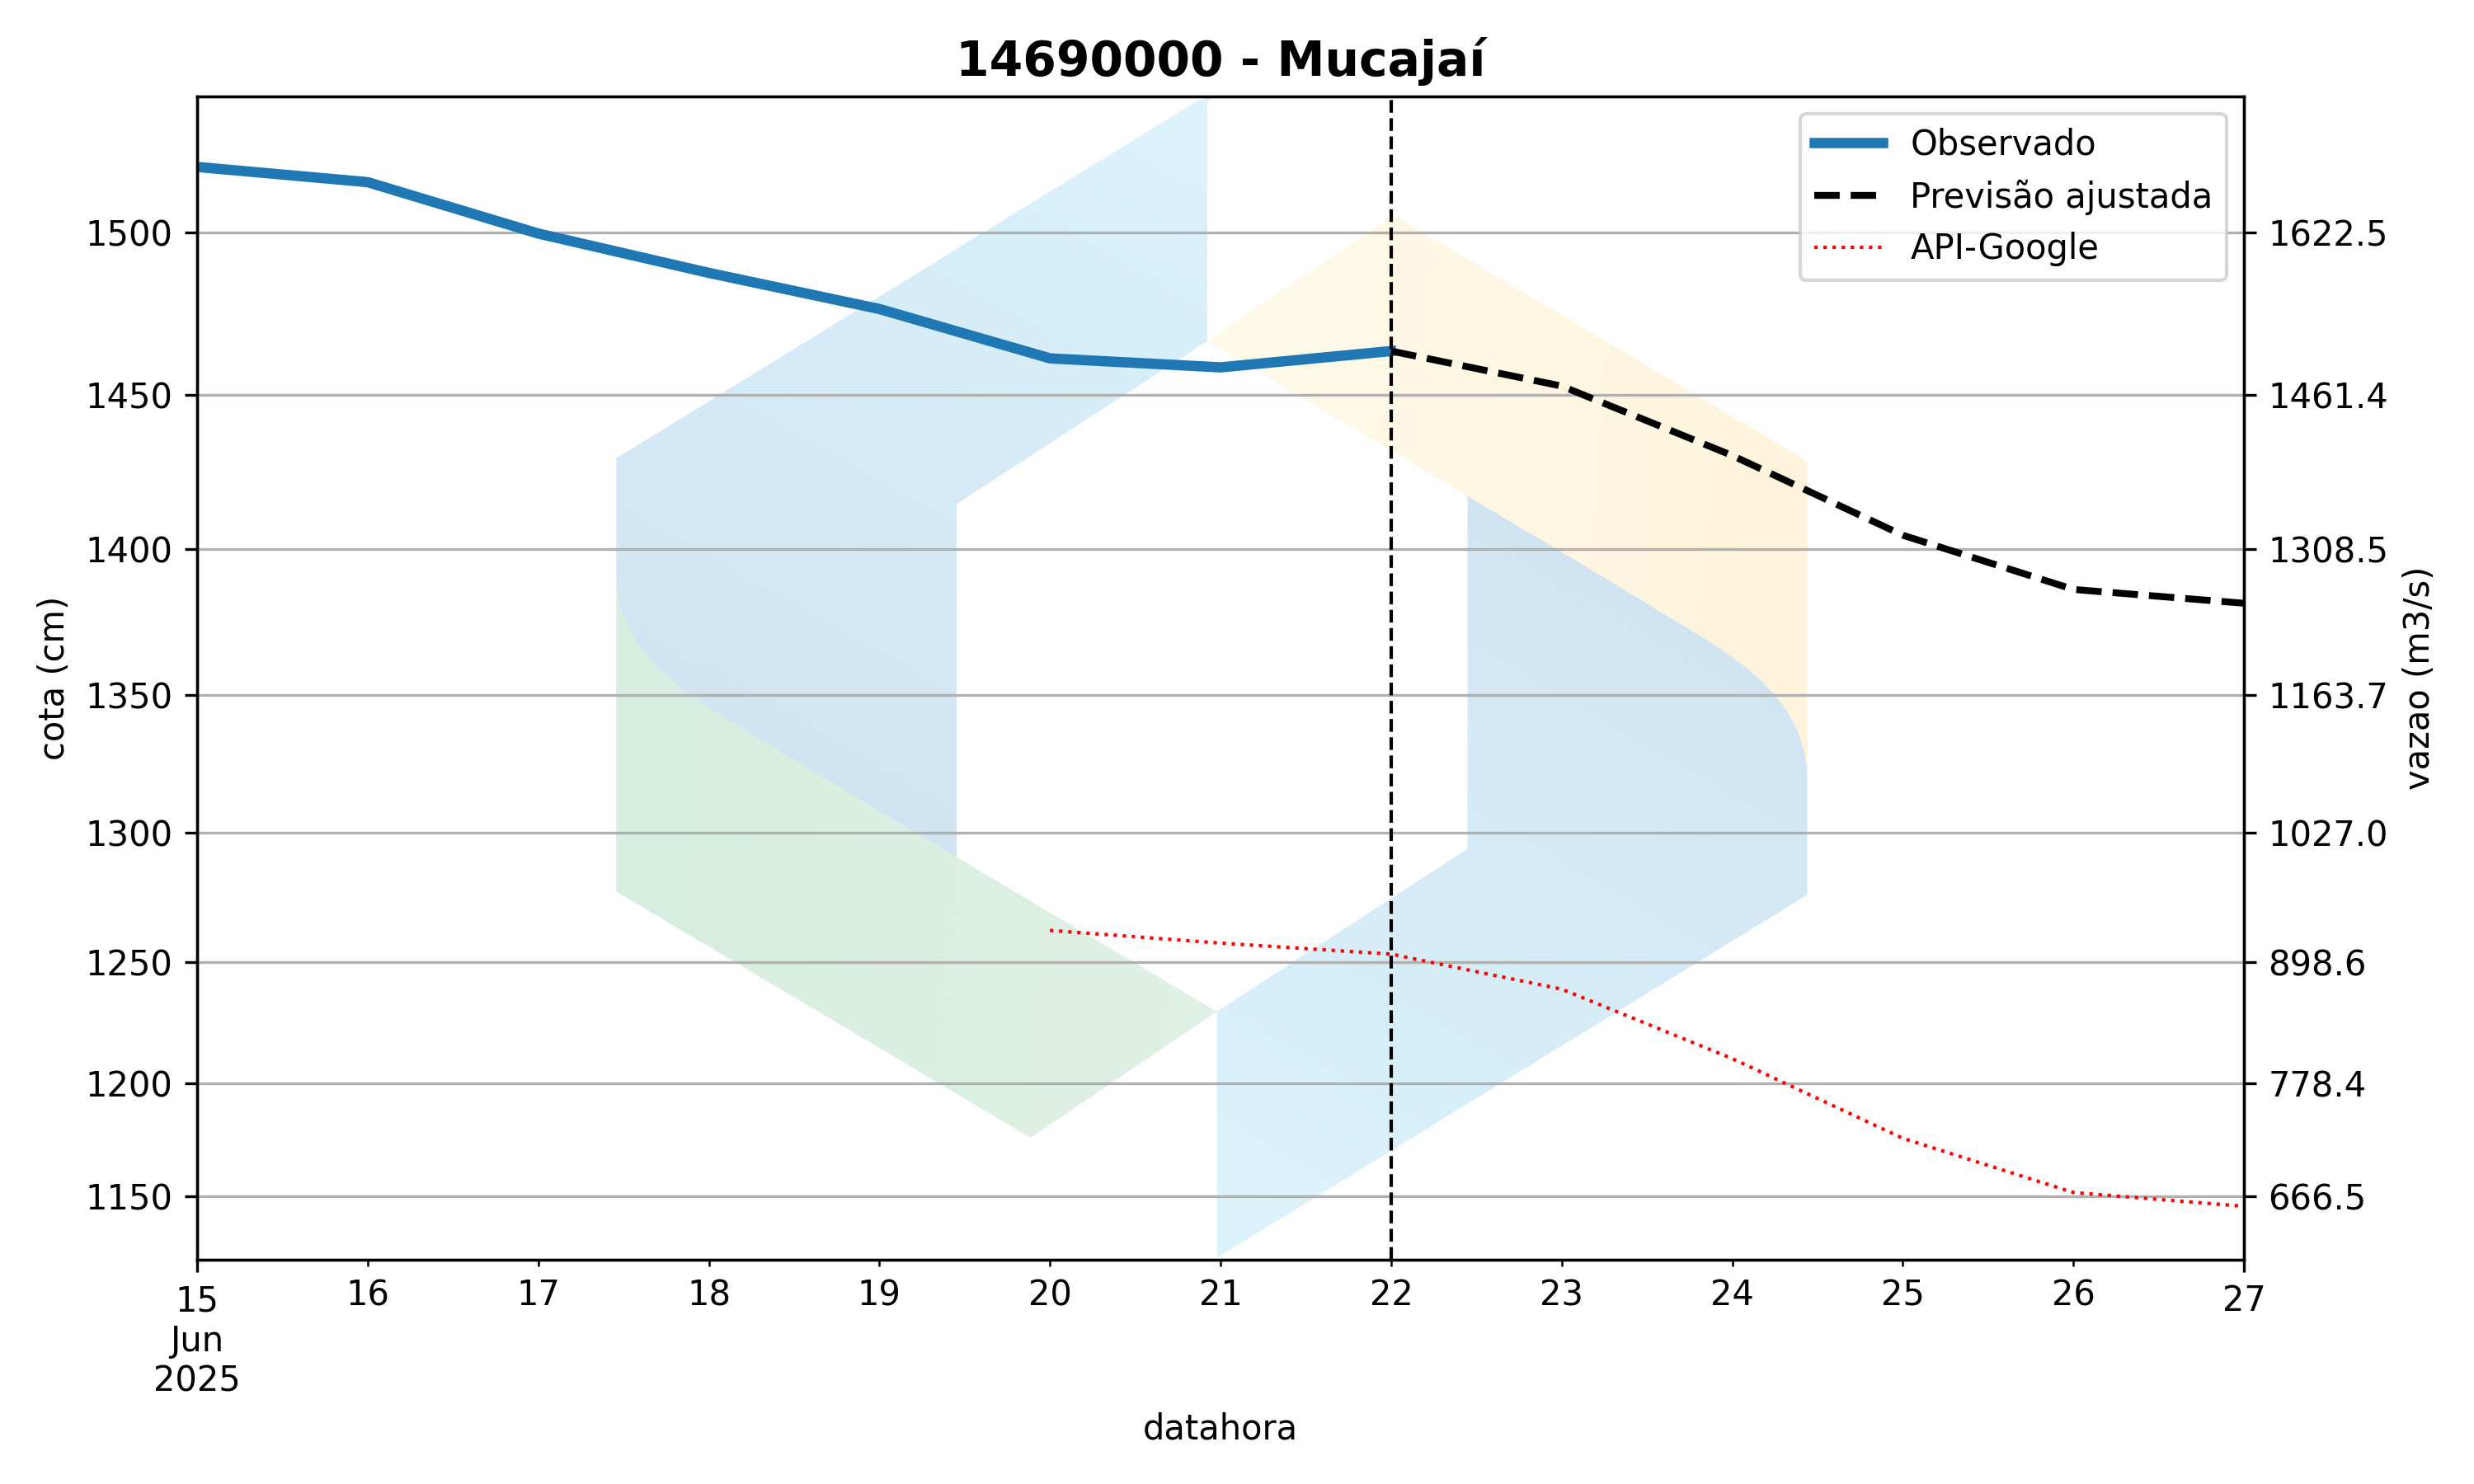 14690000 - Mucajaí
Observado
Previsão ajustada
API-Google
cota (cm)
1500
1450
1400
1350
1300
1250
1200
1150
1622.5
1461.4
1308.5
1163.7
1027.0
898.6
778.4
666.5
vazao (m3/s)
15 16 17 18 19 20 21 22 23 24 25 26 27
Jun
2025
datahora